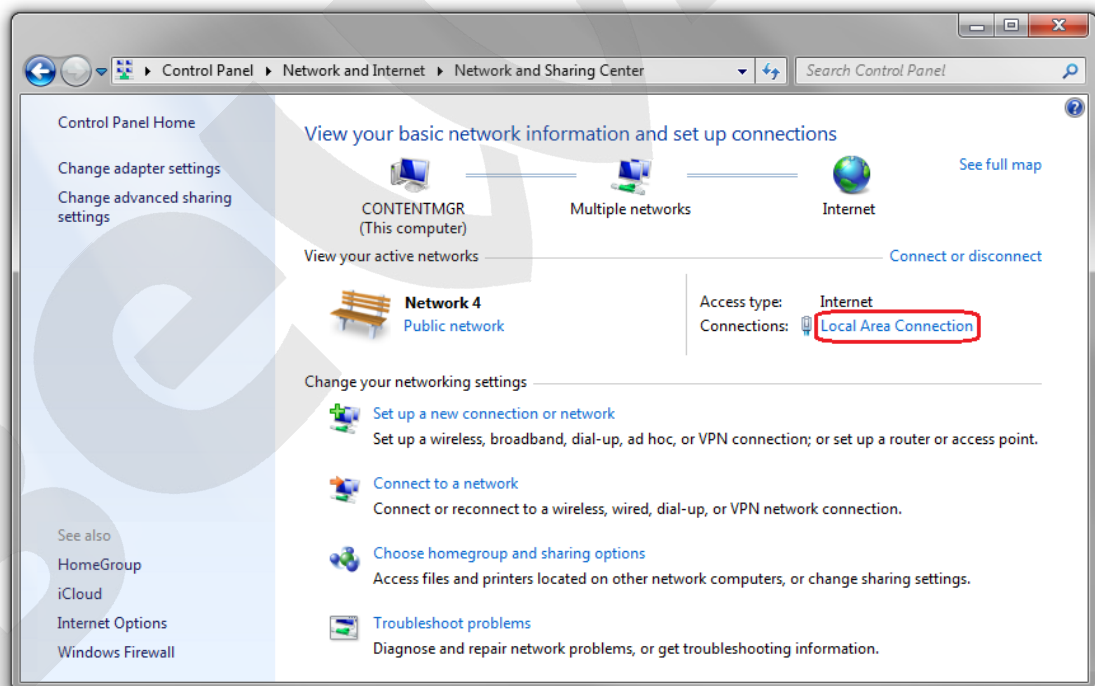 Control Panel ▸ Network and Internet ▸ Network and Sharing Center
Search Control Panel
Control Panel Home
Change adapter settings
Change advanced sharing
settings
See also
HomeGroup
iCloud
Internet Options
Windows Firewall
View your basic network information and set up connections
See full map
CONTENTMGR
(This computer)
Multiple networks
Internet
View your active networks
Connect or disconnect
Network 4
Public network
Access type: Internet
Connections: Local Area Connection
Change your networking settings
Set up a new connection or network
Set up a wireless, broadband, dial-up, ad hoc, or VPN connection; or set up a router or access point.
Connect to a network
Connect or reconnect to a wireless, wired, dial-up, or VPN network connection.
Choose homegroup and sharing options
Access files and printers located on other network computers, or change sharing settings.
Troubleshoot problems
Diagnose and repair network problems, or get troubleshooting information.